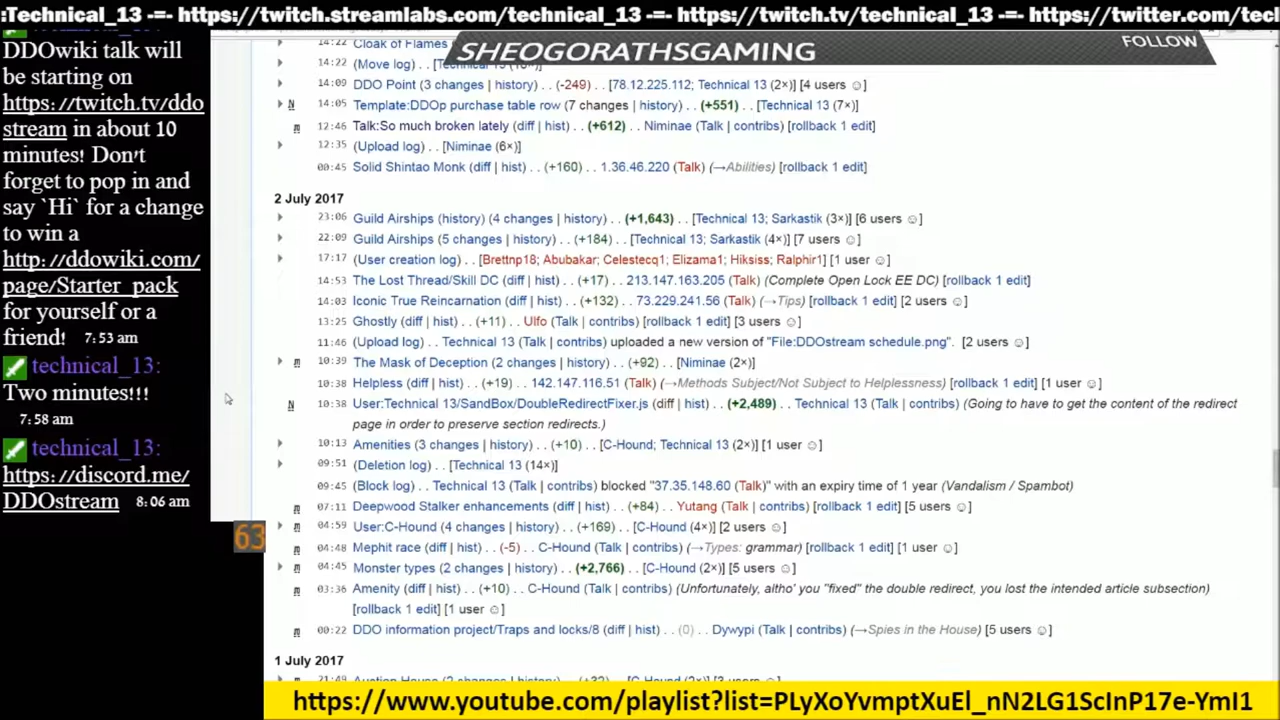 :Technical_13 -=- https://twitch.streamlabs.com/technical_13 -=- https://twitch.tv/technical_13 -=- https://twitter.com/tecl
SHEOGORATHSGAMING
FOLLOW
DDOwiki talk will
be starting on
https://twitch.tv/ddo
stream in about 10
minutes! Don't
forget to pop in and
say `Hi` for a change
to win a
http://ddowiki.com/
page/Starter_pack
for yourself or a
friend! 7:53 am
technical_13:
Two minutes!!!
7:58 am
technical_13:
https://discord.me/
DDOstream 8:06 am
63
14:22 Cloak of Flames
14:22 (Move log) . . [Technical 13
14:09 DDO Point (3 changes | history) . . (-249) . . [78.12.225.112; Technical 13 (2×)] [4 users ☺]
N 14:05 Template:DDOp purchase table row (7 changes | history) . . (+551) . . [Technical 13 (7×)]
m 12:46 Talk:So much broken lately (diff | hist) . . (+612) . . Niminae (Talk | contribs) [rollback 1 edit]
12:35 (Upload log) . . [Niminae (6×)]
00:45 Solid Shintao Monk (diff | hist) . . (+160) . . 1.36.46.220 (Talk) (→Abilities) [rollback 1 edit]
2 July 2017
23:06 Guild Airships (history) (4 changes | history) . . (+1,643) . . [Technical 13; Sarkastik (3×)] [6 users ☺]
22:09 Guild Airships (5 changes | history) . . (+184) . . [Technical 13; Sarkastik (4×)] [7 users ☺]
17:17 (User creation log) . . [Brettnp18; Abubakar; Celestecq1; Elizama1; Hiksiss; Ralphir1] [1 user ☺]
14:53 The Lost Thread/Skill DC (diff | hist) . . (+17) . . 213.147.163.205 (Talk) (Complete Open Lock EE DC) [rollback 1 edit]
14:03 Iconic True Reincarnation (diff | hist) . . (+132) . . 73.229.241.56 (Talk) (→Tips) [rollback 1 edit] [2 users ☺]
13:25 Ghostly (diff | hist) . . (+11) . . Ulfo (Talk | contribs) [rollback 1 edit] [3 users ☺]
11:46 (Upload log) . . Technical 13 (Talk | contribs) uploaded a new version of "File:DDOstream schedule.png". [2 users ☺]
m 10:39 The Mask of Deception (2 changes | history) . . (+92) . . [Niminae (2×)]
10:38 Helpless (diff | hist) . . (+19) . . 142.147.116.51 (Talk) (→Methods Subject/Not Subject to Helplessness) [rollback 1 edit] [1 user ☺]
N 10:38 User:Technical 13/SandBox/DoubleRedirectFixer.js (diff | hist) . . (+2,489) . . Technical 13 (Talk | contribs) (Going to have to get the content of the redirect
page in order to preserve section redirects.)
10:13 Amenities (3 changes | history) . . (+10) . . [C-Hound; Technical 13 (2×)] [1 user ☺]
09:51 (Deletion log) . . [Technical 13 (14×)]
09:45 (Block log) . . Technical 13 (Talk | contribs) blocked "37.35.148.60 (Talk)" with an expiry time of 1 year (Vandalism / Spambot)
m 07:11 Deepwood Stalker enhancements (diff | hist) . . (+84) . . Yutang (Talk | contribs) [rollback 1 edit] [5 users ☺]
m 04:59 User:C-Hound (4 changes | history) . . (+169) . . [C-Hound (4×)] [2 users ☺]
m 04:48 Mephit race (diff | hist) . . (-5) . . C-Hound (Talk | contribs) (→Types: grammar) [rollback 1 edit] [1 user ☺]
m 04:45 Monster types (2 changes | history) . . (+2,766) . . [C-Hound (2×)] [5 users ☺]
m 03:36 Amenity (diff | hist) . . (+10) . . C-Hound (Talk | contribs) (Unfortunately, altho' you "fixed" the double redirect, you lost the intended article subsection)
[rollback 1 edit] [1 user ☺]
m 00:22 DDO information project/Traps and locks/8 (diff | hist) . . (0) . . Dywypi (Talk | contribs) (→Spies in the House) [5 users ☺]
1 July 2017
m 21:49 Auction House (2 changes | history) . . (+32) . . [C-Hound (2×)] [3 users ☺]
https://www.youtube.com/playlist?list=PLyXoYvmptXuEl_nN2LG1ScInP17e-YmI1